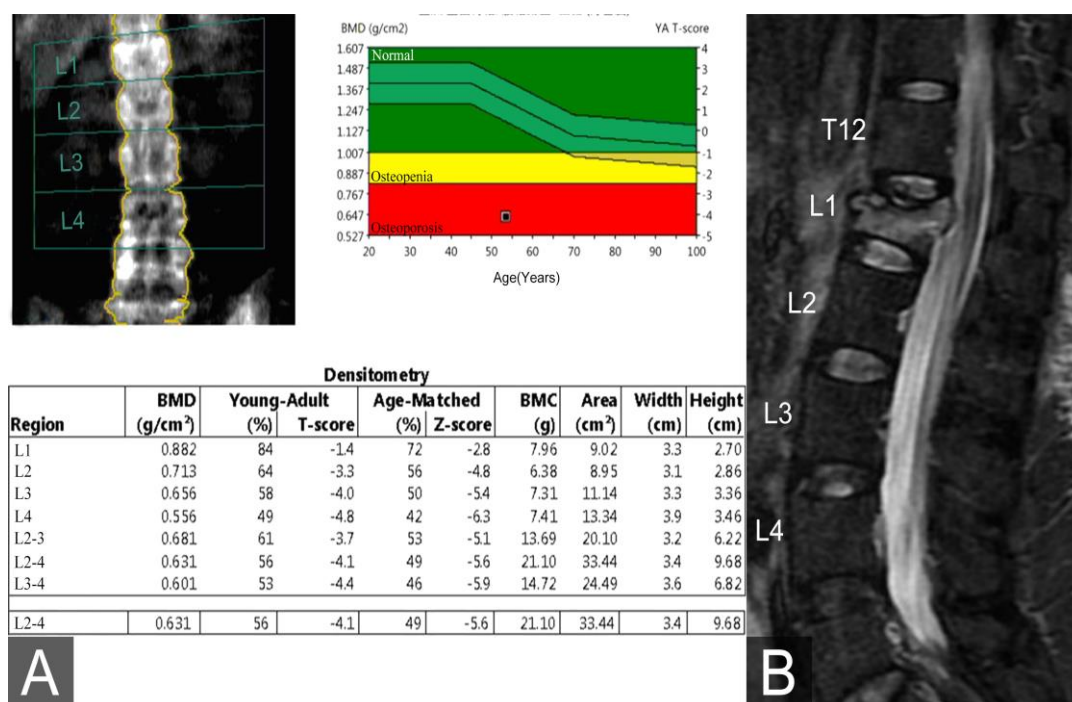 BMD (g/cm2)
YA T-score
L1
L2
L3
L4
1.607
1.487
1.367
1.247
1.127
1.007
0.887
0.767
0.647
0.527
Normal
Osteopenia
Osteoporosis
4
3
2
1
0
-1
-2
-3
-4
-5
20 30 40 50 60 70 80 90 100
Age(Years)
Densitometry
BMD Young-Adult Age-Matched BMC Area Width Height
Region (g/cm²) (%) T-score (%) Z-score (g) (cm²) (cm) (cm)
L1 0.882 84 -1.4 72 -2.8 7.96 9.02 3.3 2.70
L2 0.713 64 -3.3 56 -4.8 6.38 8.95 3.1 2.86
L3 0.656 58 -4.0 50 -5.4 7.31 11.14 3.3 3.36
L4 0.556 49 -4.8 42 -6.3 7.41 13.34 3.9 3.46
L2-3 0.681 61 -3.7 53 -5.1 13.69 20.10 3.2 6.22
L2-4 0.631 56 -4.1 49 -5.6 21.10 33.44 3.4 9.68
L3-4 0.601 53 -4.4 46 -5.9 14.72 24.49 3.6 6.82
L2-4 0.631 56 -4.1 49 -5.6 21.10 33.44 3.4 9.68
A
T12
L1
L2
L3
L4
B